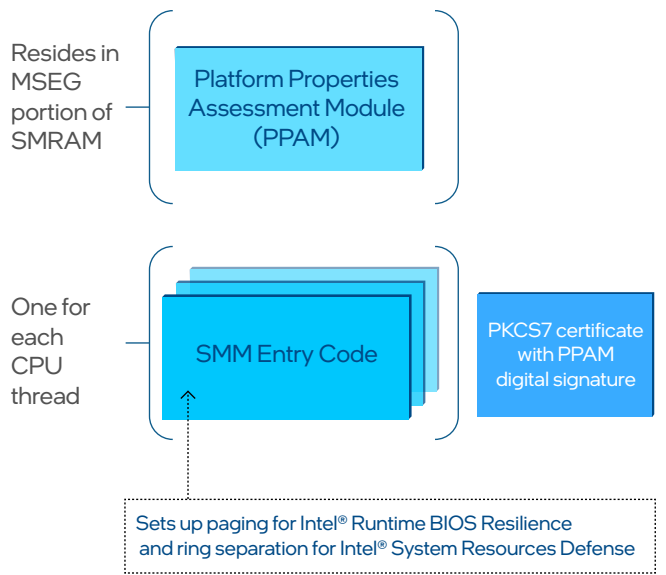 Resides in
MSEG
portion of
SMRAM
Platform Properties
Assessment Module
(PPAM)
One for
each
CPU
thread
SMM Entry Code
PKCS7 certificate
with PPAM
digital signature
Sets up paging for Intel® Runtime BIOS Resilience
and ring separation for Intel® System Resources Defense